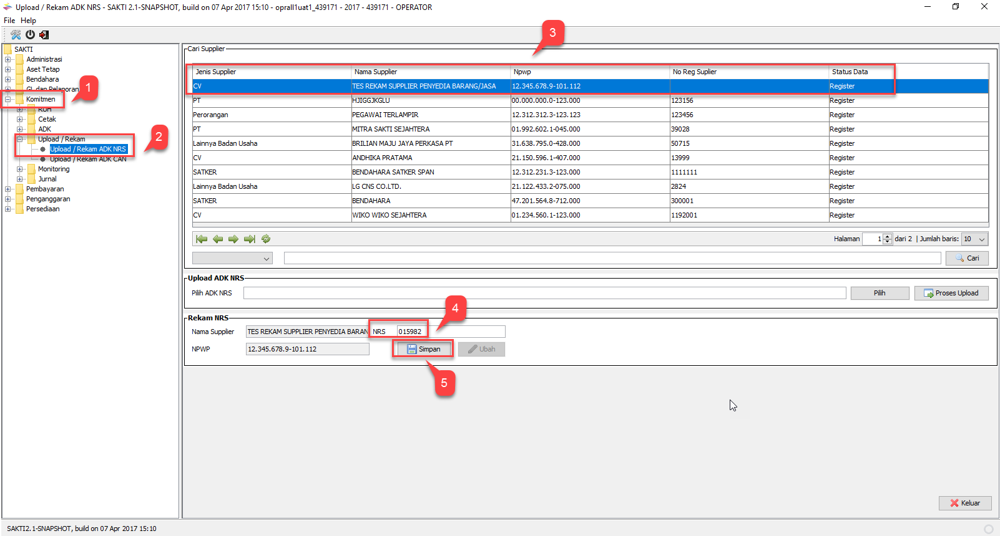 Upload / Rekam ADK NRS - SAKTI 2.1-SNAPSHOT, build on 07 Apr 2017 15:10 - oprall1uat1_439171 - 2017 - 439171 - OPERATOR
File Help
SAKTI
Administrasi
Aset Tetap
Bendahara
GL dan Pelaporan
Komitmen
RUH
Cetak
ADK
Upload / Rekam
Upload / Rekam ADK NRS
Upload / Rekam ADK CAN
Monitoring
Jurnal
Pembayaran
Penganggaran
Persediaan
1
2
3
Cari Supplier
Jenis Supplier Nama Supplier Npwp No Reg Suplier Status Data
CV TES REKAM SUPPLIER PENYEDIA BARANG/JASA 12.345.678.9-101.112 Register
PT HJIGGJKGLU 00.000.000.0-123.000 123156 Register
Perorangan PEGAWAI TERLAMPIR 12.312.312.3-123.123 123456 Register
PT MITRA SAKTI SEJAHTERA 01.992.602.1-045.000 39028 Register
Lainnya Badan Usaha BRILIAN MAJU JAYA PERKASA PT 31.638.795.0-428.000 50715 Register
CV ANDHIKA PRATAMA 21.150.596.1-407.000 13999 Register
SATKER BENDAHARA SATKER SPAN 12.312.231.3-123.000 1111111 Register
Lainnya Badan Usaha LG CNS CO.LTD. 21.122.433.2-075.000 2824 Register
SATKER BENDAHARA 47.201.564.8-712.000 300001 Register
CV WIKO WIKO SEJAHTERA 01.234.560.1-123.000 1192001 Register
Halaman 1 dari 2 | Jumlah baris: 10
Cari
Upload ADK NRS
Pilih ADK NRS Pilih Proses Upload
4
Rekam NRS
Nama Supplier TES REKAM SUPPLIER PENYEDIA BARAN NRS 015982
NPWP 12.345.678.9-101.112 Simpan Ubah
5
Keluar
SAKTI2.1-SNAPSHOT, build on 07 Apr 2017 15:10